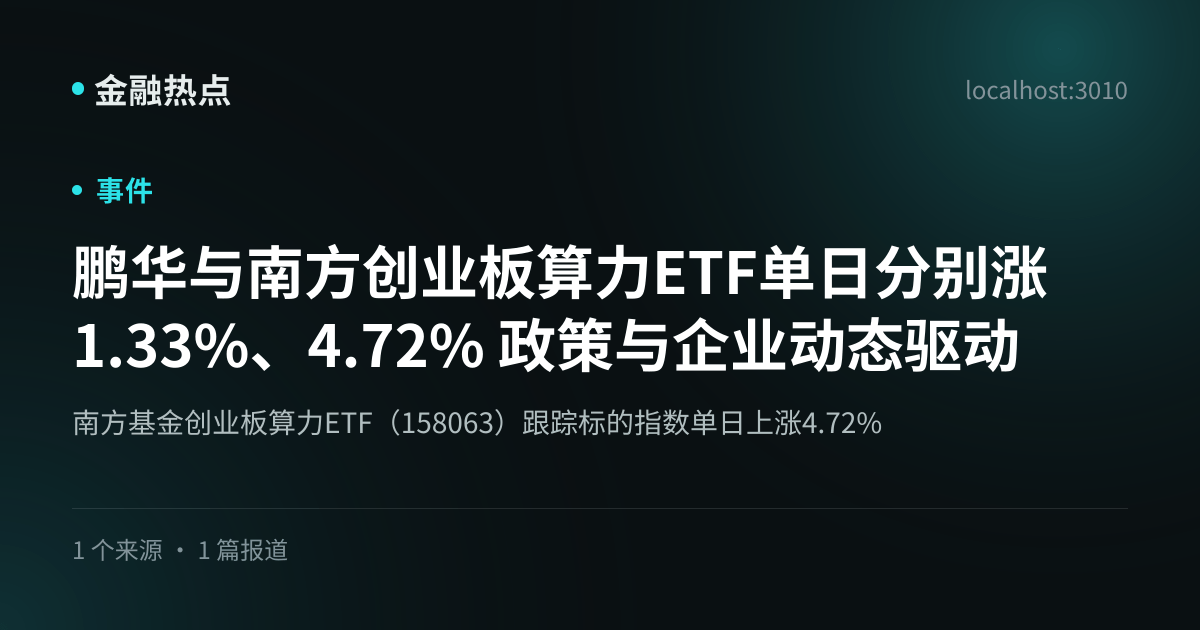 金融热点
localhost:3010
事件
鹏华与南方创业板算力ETF单日分别涨
1.33%、4.72% 政策与企业动态驱动
南方基金创业板算力ETF（158063）跟踪标的指数单日上涨4.72%
1 个来源 · 1 篇报道